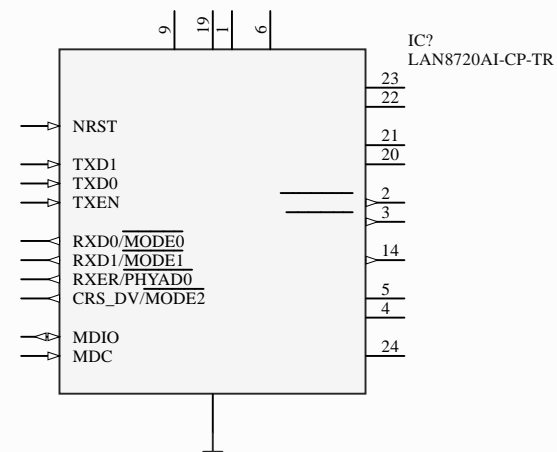 9 19 1 6
IC?
LAN8720AI-CP-TR
23
22
NRST
21
TXD1
20
TXD0
TXEN
2
3
RXD0/MODE0
RXD1/MODE1
14
RXER/PHYAD0
CRS_DV/MODE2
5
4
MDIO
MDC
24